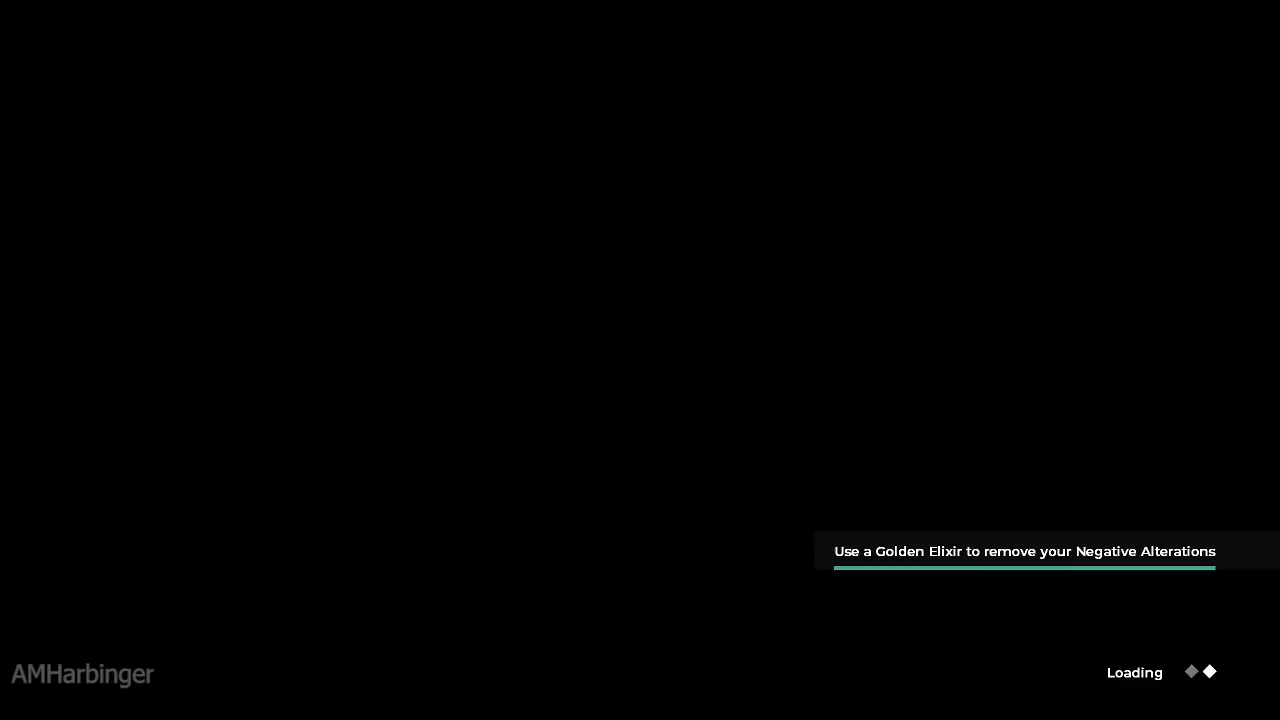 Use a Golden Elixir to remove your Negative Alterations
AMHarbinger
Loading